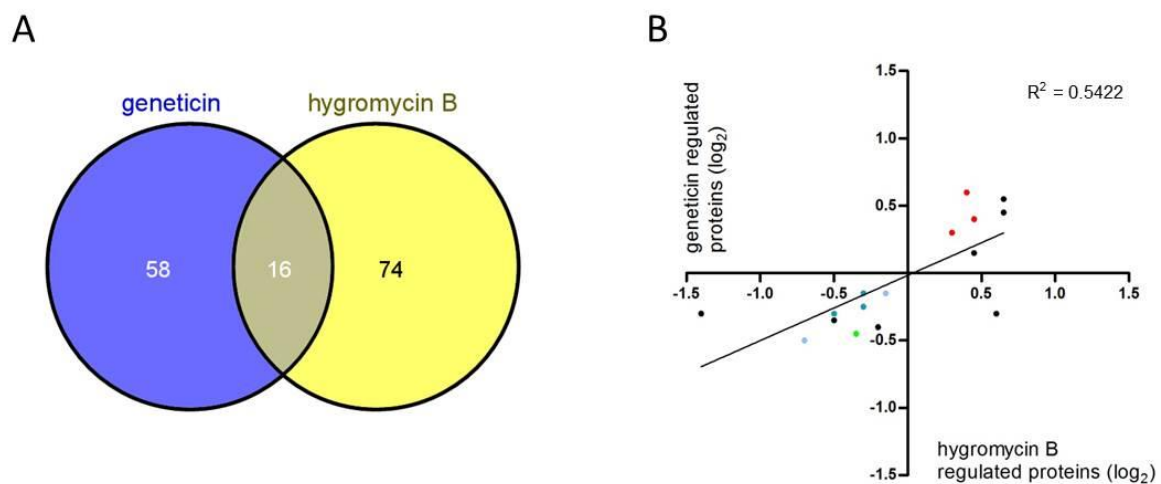 A
geneticin
hygromycin B
58
16
74
B
geneticin regulated
proteins (log2)
R2 = 0.5422
1.5
1.0
0.5
-1.5
-1.0
-0.5
0.5
1.0
1.5
-0.5
-1.0
-1.5
hygromycin B
regulated proteins (log2)